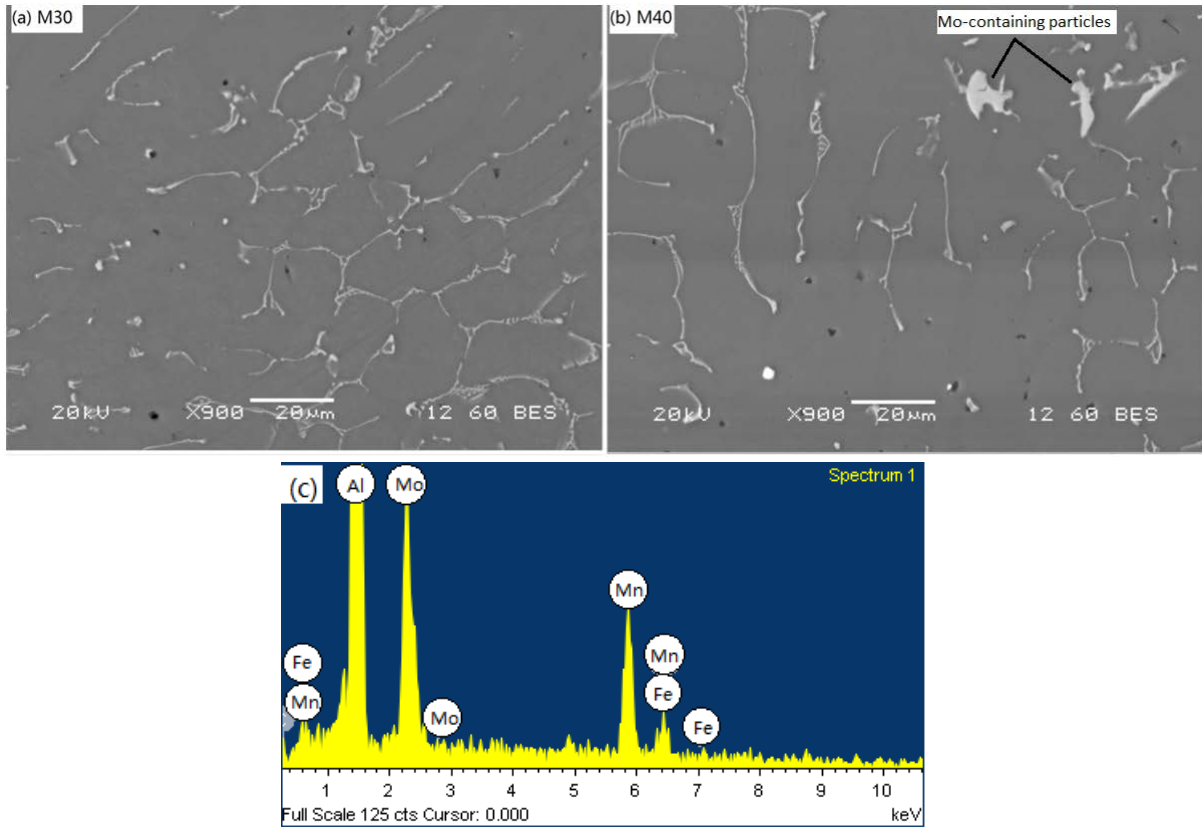 (a) M30
20kV X900 20µm 12 60 BES
(b) M40
Mo-containing particles
20kV X900 20µm 12 60 BES
(c)
Spectrum 1
Al
Mo
Mn
Fe
Mn
Mo
Mn
Fe
Fe
1 2 3 4 5 6 7 8 9 10
Full Scale 125 cts Cursor: 0.000 keV